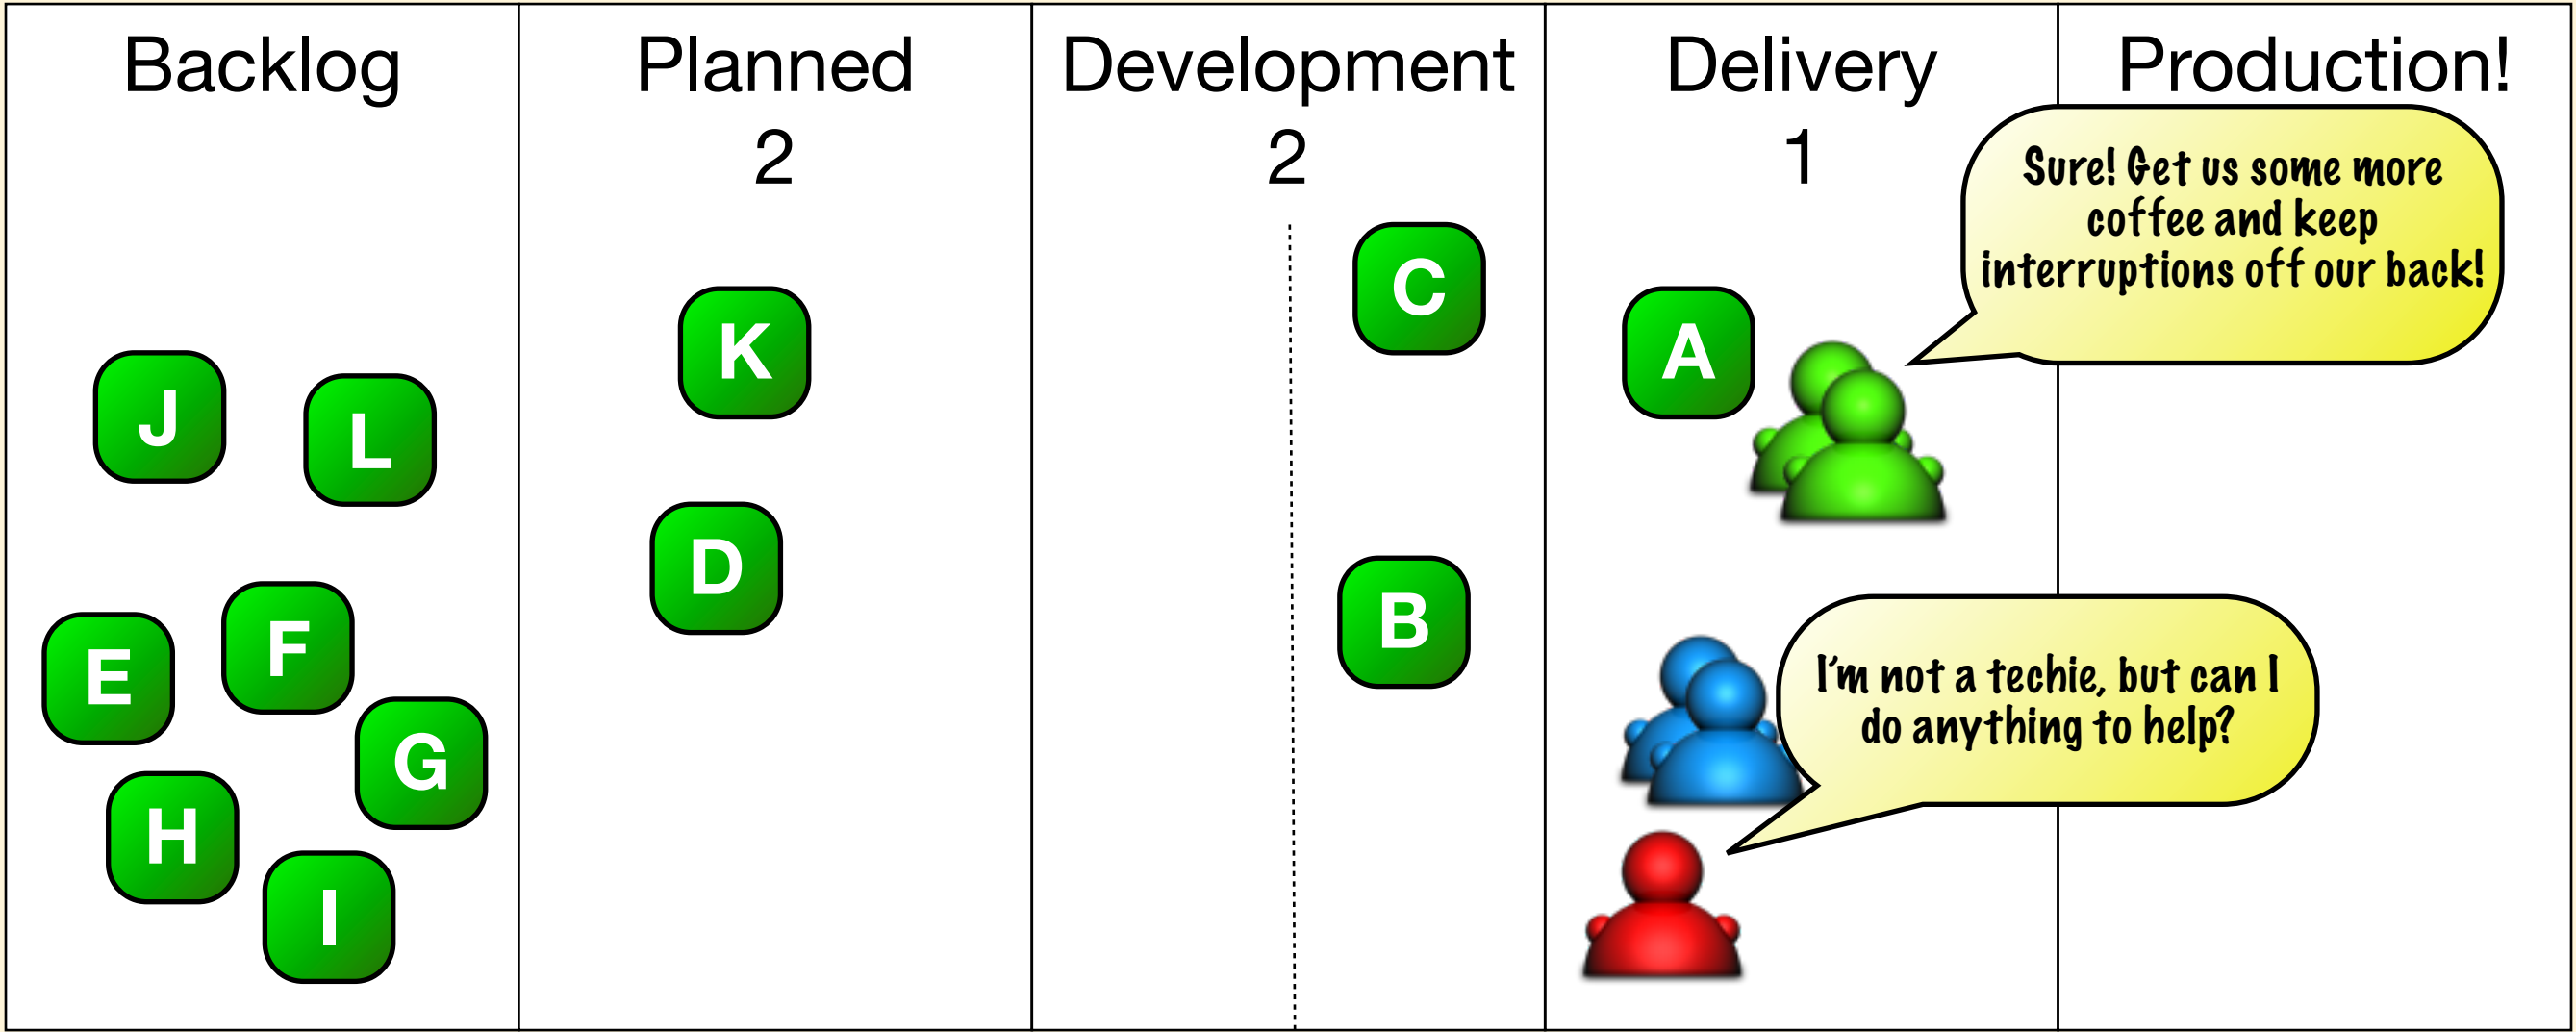 Backlog
Planned
2
Development
2
Delivery
1
Production!
Sure! Get us some more
coffee and keep
interruptions off our back!
J
L
E
F
G
H
I
K
D
C
B
A
I'm not a techie, but can I
do anything to help?